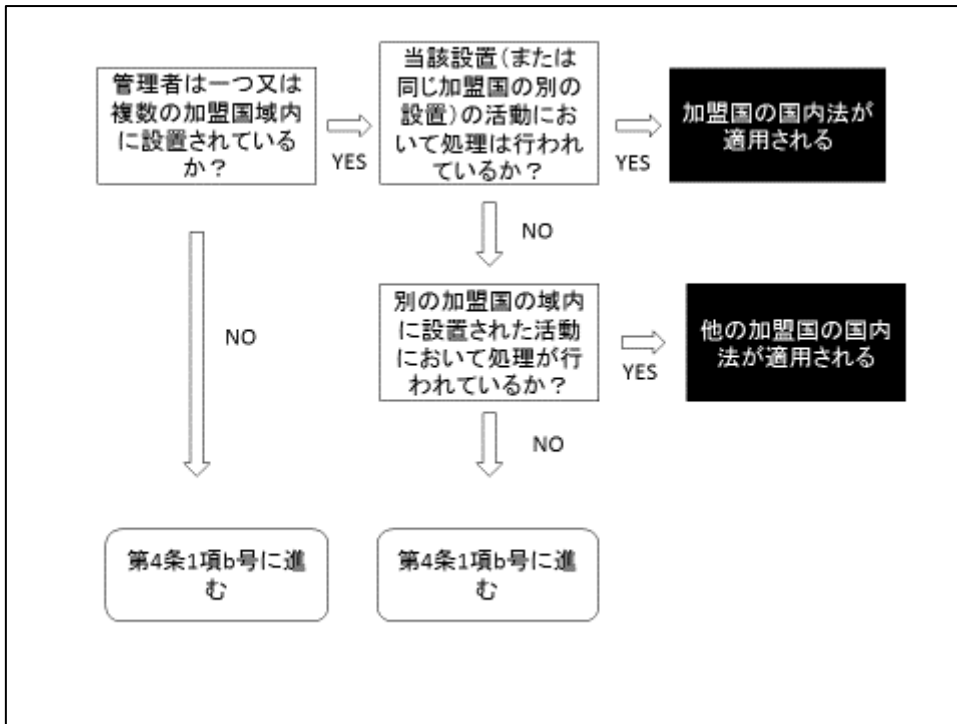 管理者は一つ又は
複数の加盟国域内
に設置されている
か？
YES
当該設置（または
同じ加盟国の別の
設置）の活動にお
いて処理は行われ
ているか？
YES
加盟国の国内法が
適用される
NO
NO
別の加盟国の域内
に設置された活動
において処理が行
われているか？
YES
他の加盟国の国内
法が適用される
NO
第4条1項b号に進
む
第4条1項b号に進
む